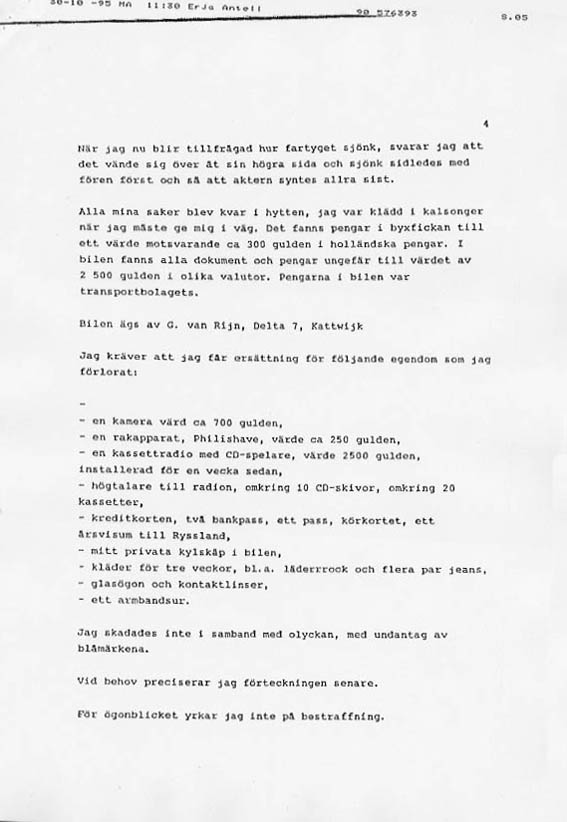 30-10 -95 MA 11:30 Erja Antell 90 576393 S.05
4
När jag nu blir tillfrågad hur fartyget sjönk, svarar jag att
det vände sig över åt sin högra sida och sjönk sidledes med
fören först och så att aktern syntes allra sist.
Alla mina saker blev kvar i hytten, jag var klädd i kalsonger
när jag måste ge mig i väg. Det fanns pengar i byxfickan till
ett värde motsvarande ca 300 gulden i holländska pengar. I
bilen fanns alla dokument och pengar ungefär till värdet av
2 500 gulden i olika valutor. Pengarna i bilen var
transportbolagets.
Bilen ägs av G. van Rijn, Delta 7, Kattwijk
Jag kräver att jag får ersättning för följande egendom som jag
förlorat:
-
- en kamera värd ca 700 gulden,
- en rakapparat, Philishave, värde ca 250 gulden,
- en kassettradio med CD-spelare, värde 2500 gulden,
installerad för en vecka sedan,
- högtalare till radion, omkring 10 CD-skivor, omkring 20
kassetter,
- kreditkorten, två bankpass, ett pass, körkortet, ett
årsvisum till Ryssland,
- mitt privata kylskåp i bilen,
- kläder för tre veckor, bl.a. läderrrock och flera par jeans,
- glasögon och kontaktlinser,
- ett armbandsur.
Jag skadades inte i samband med olyckan, med undantag av
blåmärkena.
Vid behov preciserar jag förteckningen senare.
För ögonblicket yrkar jag inte på bestraffning.